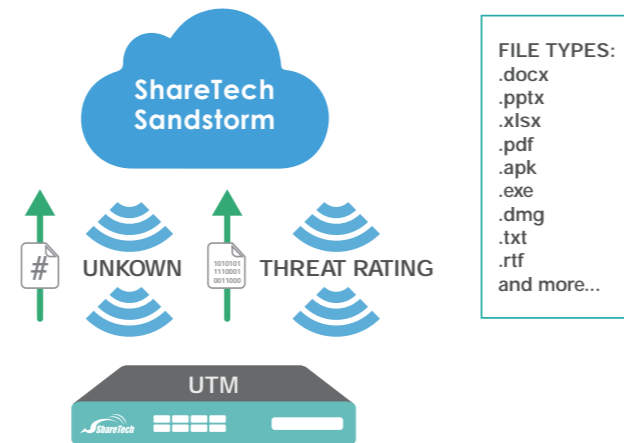 ShareTech
Sandstorm
#
UNKOWN
1010101
1110001
0011000
THREAT RATING
UTM
ShareTech
FILE TYPES:
.docx
.pptx
.xlsx
.pdf
.apk
.exe
.dmg
.txt
.rtf
and more...